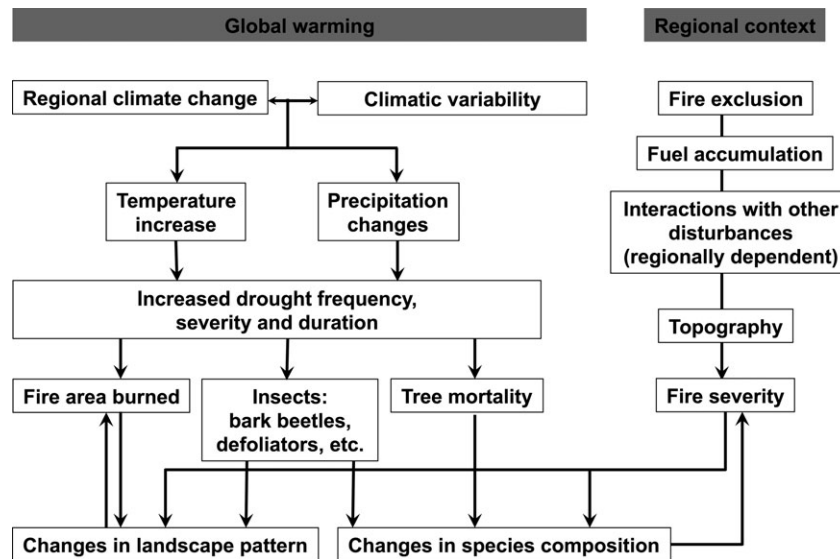 Global warming
Regional context
Regional climate change
Climatic variability
Fire exclusion
Fuel accumulation
Temperature
increase
Precipitation
changes
Interactions with other
disturbances
(regionally dependent)
Increased drought frequency,
severity and duration
Topography
Fire area burned
Insects:
bark beetles,
defoliators, etc.
Tree mortality
Fire severity
Changes in landscape pattern
Changes in species composition